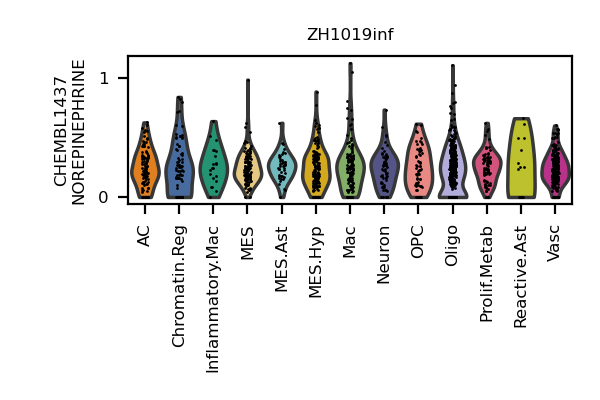 ZH1019inf
CHEMBL1437
NOREPINEPHRINE
1
0
AC
Chromatin.Reg
Inflammatory.Mac
MES
MES.Ast
MES.Hyp
Mac
Neuron
OPC
Oligo
Prolif.Metab
Reactive.Ast
Vasc